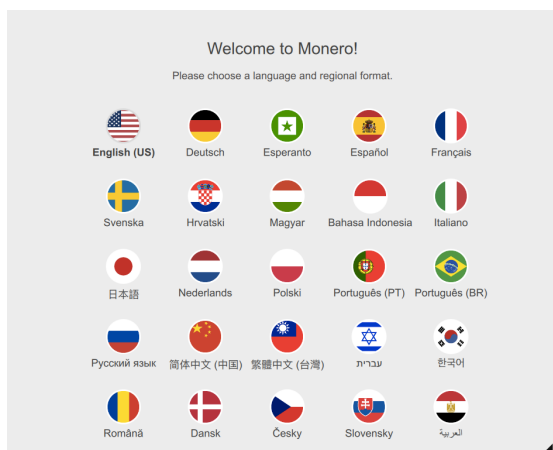 Welcome to Monero!
Please choose a language and regional format.
English (US) Deutsch Esperanto Español Français
Svenska Hrvatski Magyar Bahasa Indonesia Italiano
日本語 Nederlands Polski Português (PT) Português (BR)
Русский язык 简体中文 (中国) 繁體中文 (台灣) עברית 한국어
Română Dansk Česky Slovensky العربية